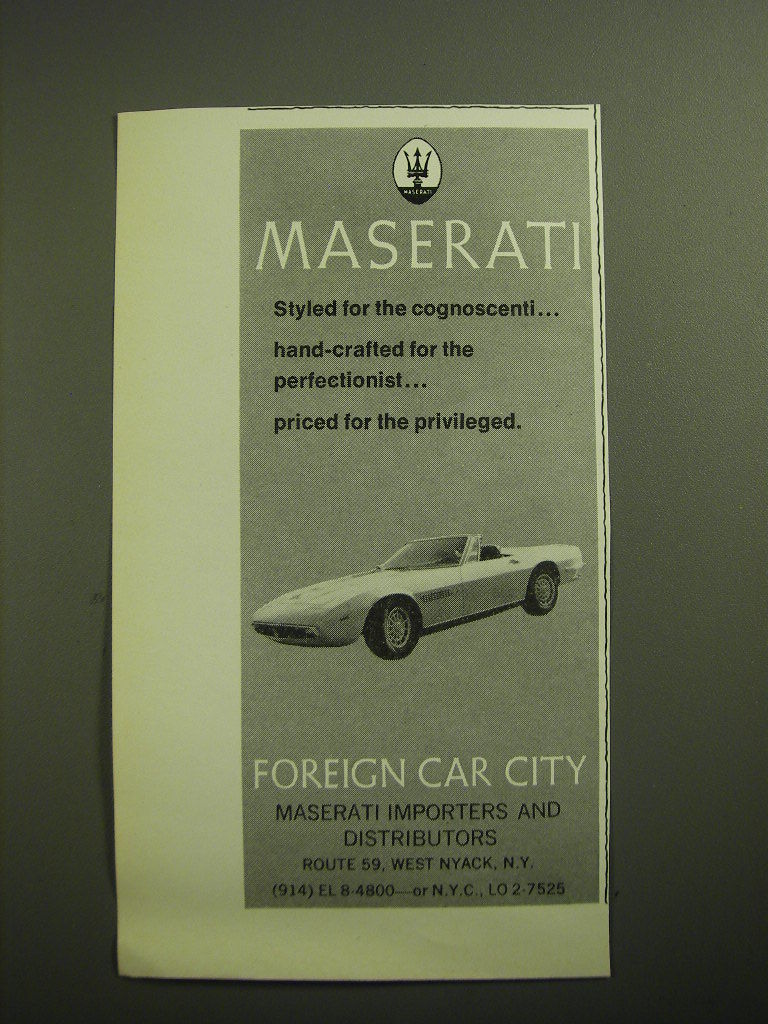 MASERATI
MASERATI
Styled for the cognoscenti...
hand-crafted for the
perfectionist...
priced for the privileged.
FOREIGN CAR CITY
MASERATI IMPORTERS AND
DISTRIBUTORS
ROUTE 59, WEST NYACK, N.Y.
(914) EL 8-4800—or N.Y.C., LO 2-7525